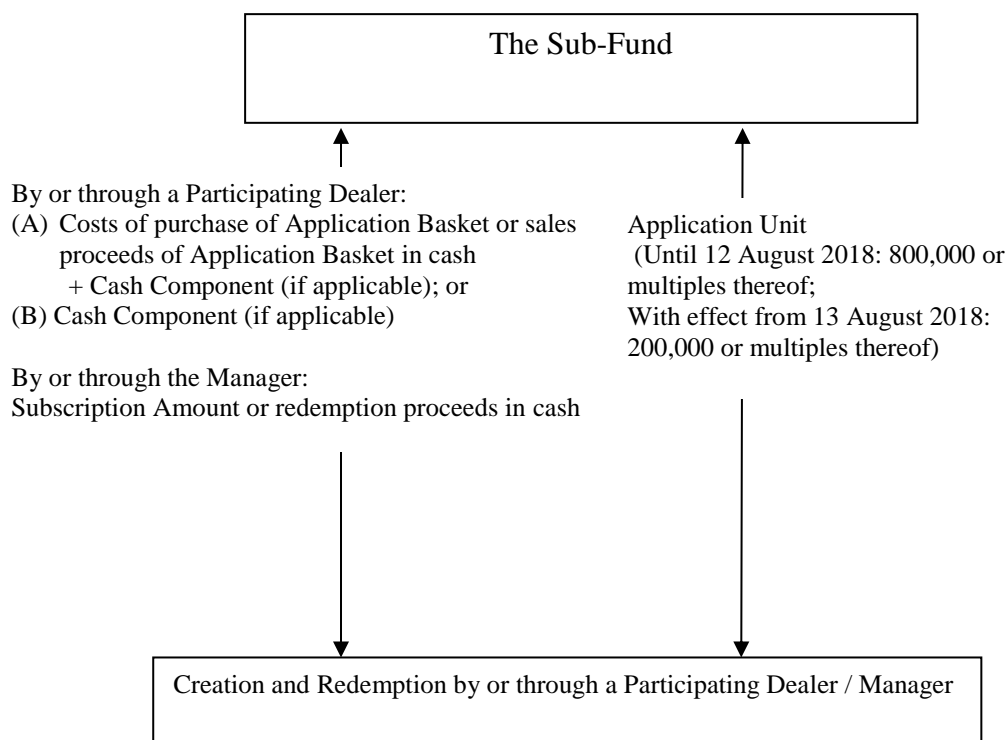 The Sub-Fund
By or through a Participating Dealer:
(A) Costs of purchase of Application Basket or sales
proceeds of Application Basket in cash
+ Cash Component (if applicable); or
(B) Cash Component (if applicable)
By or through the Manager:
Subscription Amount or redemption proceeds in cash
Application Unit
(Until 12 August 2018: 800,000 or
multiples thereof;
With effect from 13 August 2018:
200,000 or multiples thereof)
Creation and Redemption by or through a Participating Dealer / Manager